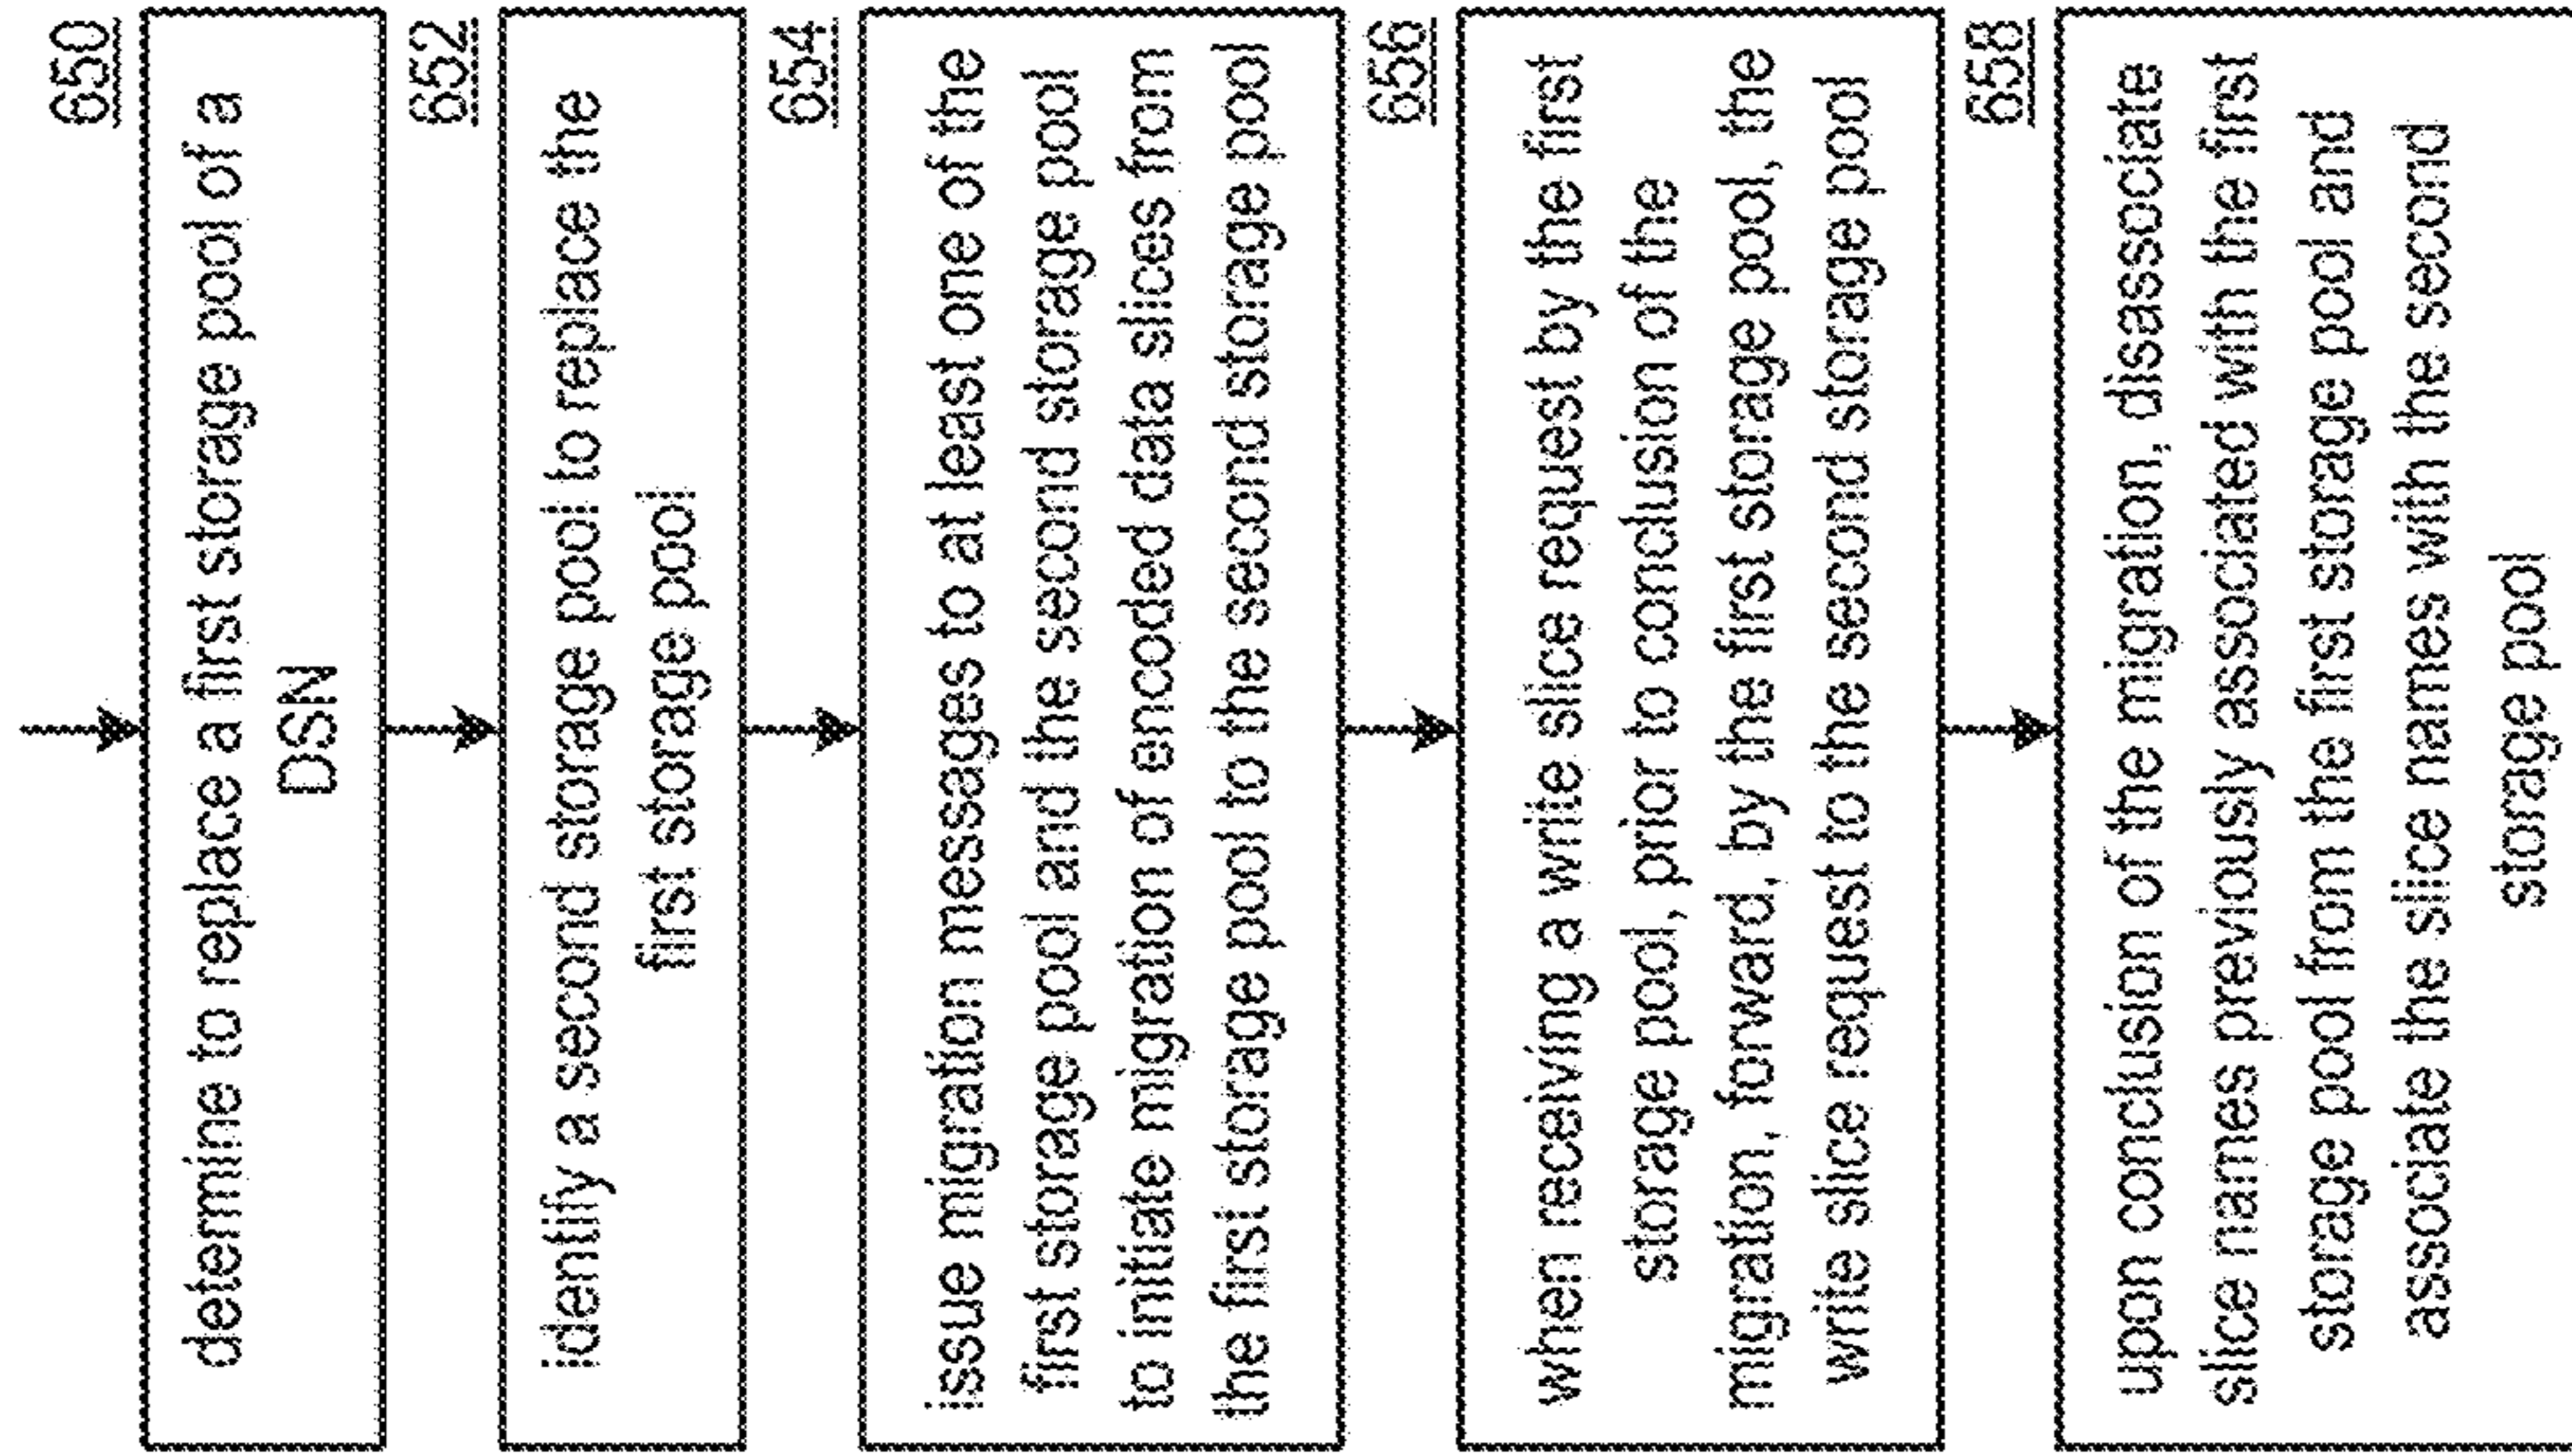 650
determine to replace a first storage pool of a
DSN
652
identify a second storage pool to replace the
first storage pool
654
issue migration messages to at least one of the
first storage pool and the second storage pool
to initiate migration of encoded data slices from
the first storage pool to the second storage pool
656
when receiving a write slice request by the first
storage pool, prior to conclusion of the
migration, forward, by the first storage pool, the
write slice request to the second storage pool
658
upon conclusion of the migration, disassociate
slice names previously associated with the first
storage pool from the first storage pool and
associate the slice names with the second
storage pool